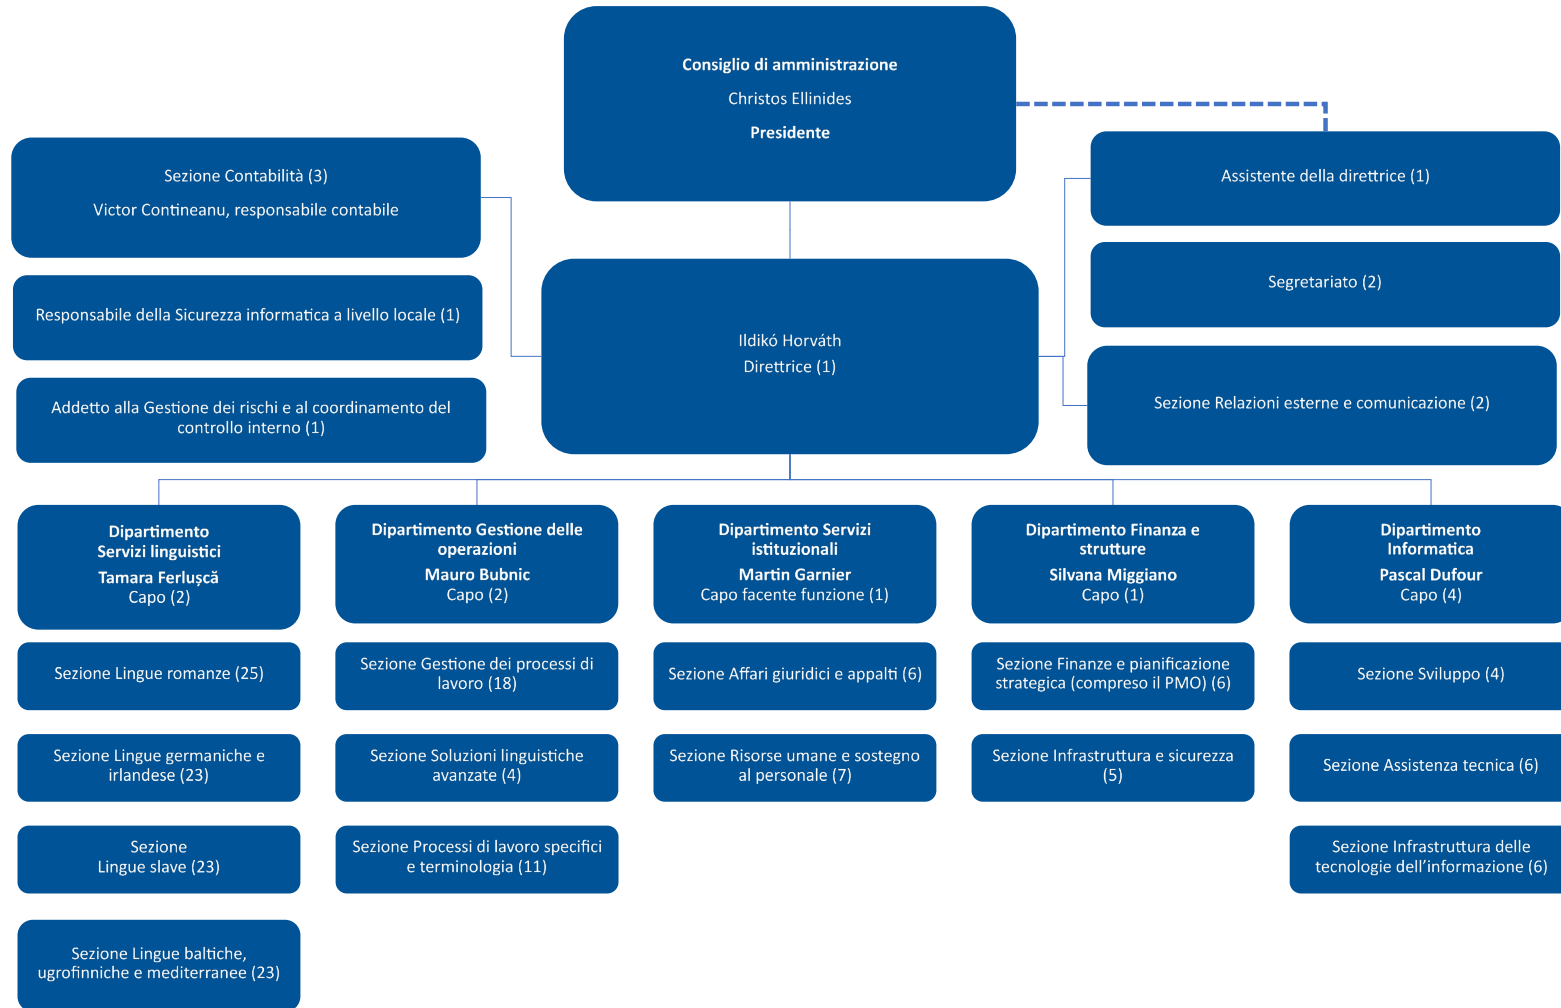 Consiglio di amministrazione
Christos Ellinides
Presidente
Sezione Contabilità (3)
Victor Contineanu, responsabile contabile
Responsabile della Sicurezza informatica a livello locale (1)
Addetto alla Gestione dei rischi e al coordinamento del
controllo interno (1)
Ildikó Horváth
Direttrice (1)
Assistente della direttrice (1)
Segretariato (2)
Sezione Relazioni esterne e comunicazione (2)
Dipartimento
Servizi linguistici
Tamara Ferlușcă
Capo (2)
Sezione Lingue romanze (25)
Sezione Lingue germaniche e
irlandese (23)
Sezione
Lingue slave (23)
Sezione Lingue baltiche,
ugrofinniche e mediterranee (23)
Dipartimento Gestione delle
operazioni
Mauro Bubnic
Capo (2)
Sezione Gestione dei processi di
lavoro (18)
Sezione Soluzioni linguistiche
avanzate (4)
Sezione Processi di lavoro specifici
e terminologia (11)
Dipartimento Servizi
istituzionali
Martin Garnier
Capo facente funzione (1)
Sezione Affari giuridici e appalti (6)
Sezione Risorse umane e sostegno
al personale (7)
Dipartimento Finanza e
strutture
Silvana Miggiano
Capo (1)
Sezione Finanze e pianificazione
strategica (compreso il PMO) (6)
Sezione Infrastruttura e sicurezza
(5)
Dipartimento
Informatica
Pascal Dufour
Capo (4)
Sezione Sviluppo (4)
Sezione Assistenza tecnica (6)
Sezione Infrastruttura delle
tecnologie dell’informazione (6)